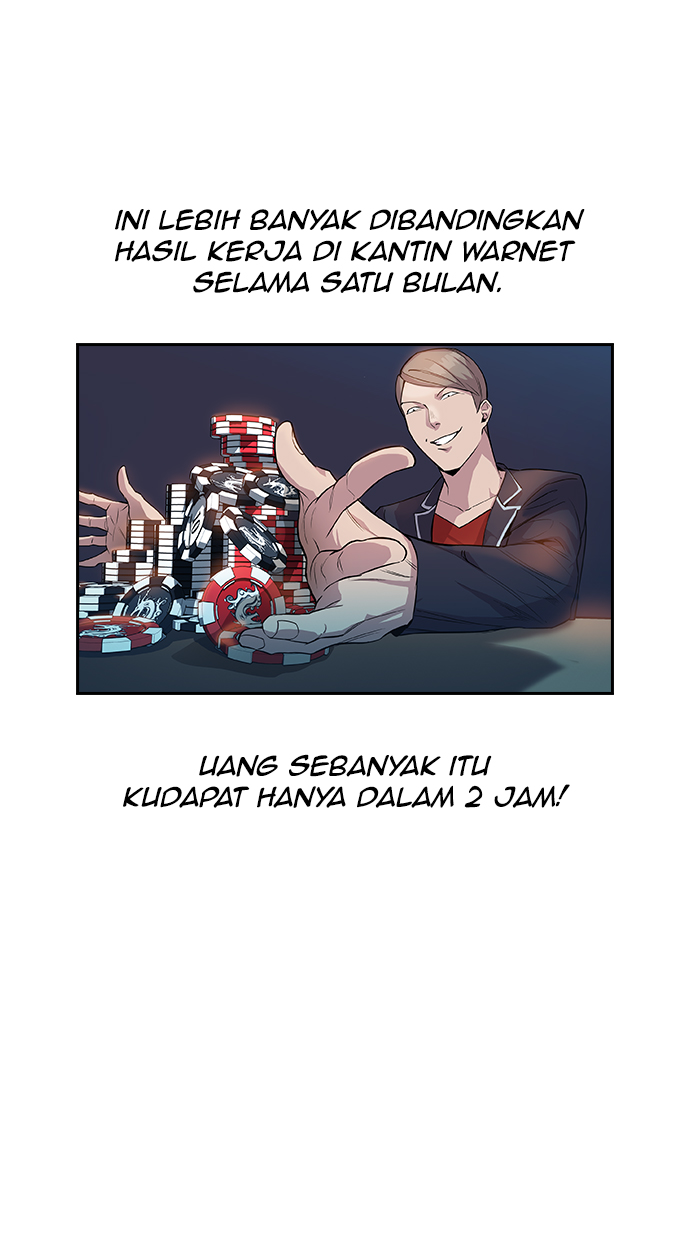 INI LEBIH BANYAK DIBANDINGKAN
HASIL KERJA DI KANTIN WARNET
SELAMA SATU BULAN.
UANG SEBANYAK ITU
KUDAPAT HANYA DALAM 2 JAM!